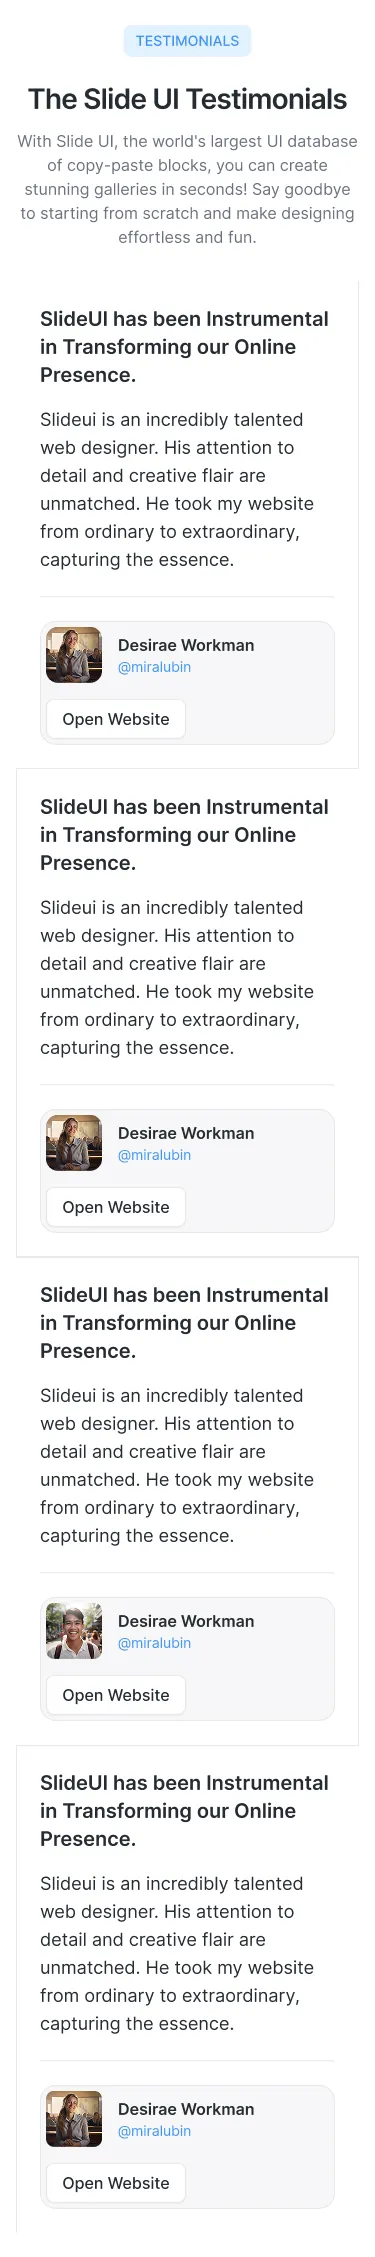 TESTIMONIALS
The Slide UI Testimonials
With Slide UI, the world's largest UI database
of copy-paste blocks, you can create
stunning galleries in seconds! Say goodbye
to starting from scratch and make designing
effortless and fun.
SlideUI has been Instrumental
in Transforming our Online
Presence.
Slideui is an incredibly talented
web designer. His attention to
detail and creative flair are
unmatched. He took my website
from ordinary to extraordinary,
capturing the essence.
Desirae Workman
@miralubin
Open Website
SlideUI has been Instrumental
in Transforming our Online
Presence.
Slideui is an incredibly talented
web designer. His attention to
detail and creative flair are
unmatched. He took my website
from ordinary to extraordinary,
capturing the essence.
Desirae Workman
@miralubin
Open Website
SlideUI has been Instrumental
in Transforming our Online
Presence.
Slideui is an incredibly talented
web designer. His attention to
detail and creative flair are
unmatched. He took my website
from ordinary to extraordinary,
capturing the essence.
Desirae Workman
@miralubin
Open Website
SlideUI has been Instrumental
in Transforming our Online
Presence.
Slideui is an incredibly talented
web designer. His attention to
detail and creative flair are
unmatched. He took my website
from ordinary to extraordinary,
capturing the essence.
Desirae Workman
@miralubin
Open Website